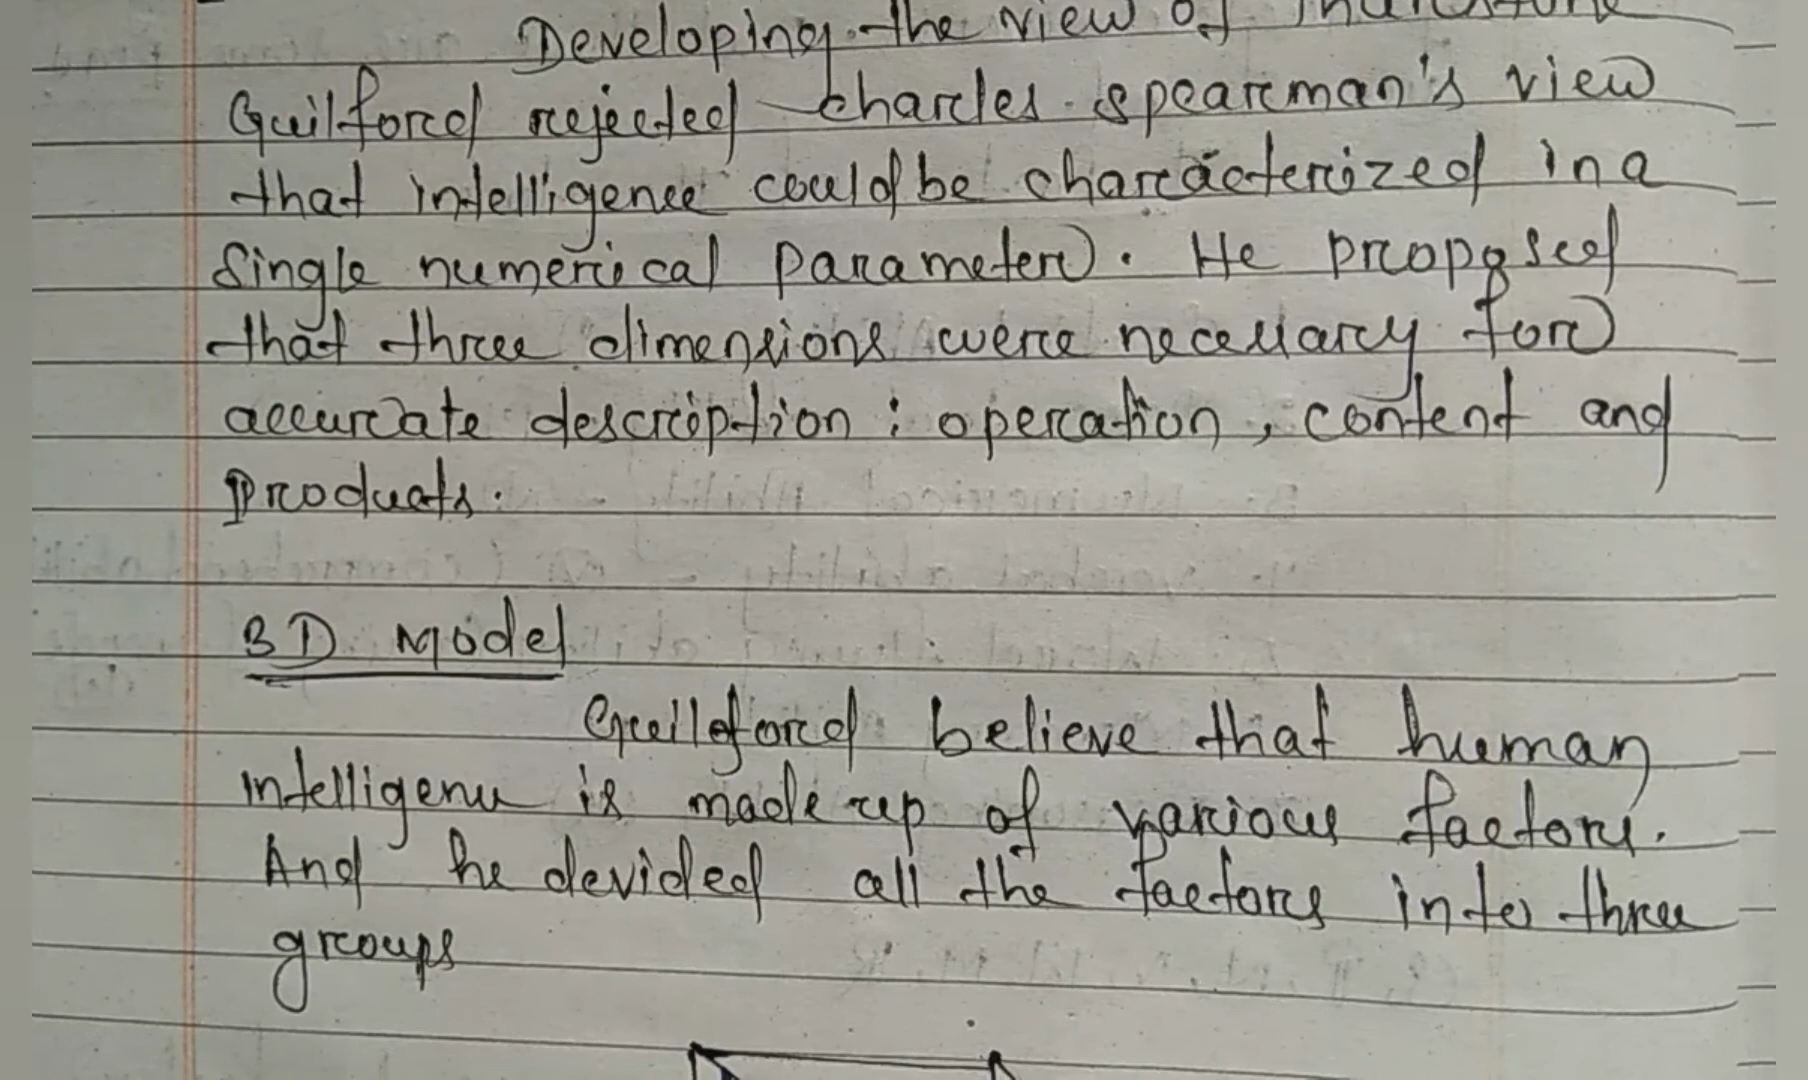 Developing the view of Thurstone
Guilford rejected charles spearman's view
that intelligence could be characterized in a
Single numerical parameter. He proposed
that three dimensions were necessary for
accurate description : operation, content and
Products.
3D Model
Guilleford believe that human
intelligence is made up of various factors.
And he devided all the factors into three
groups